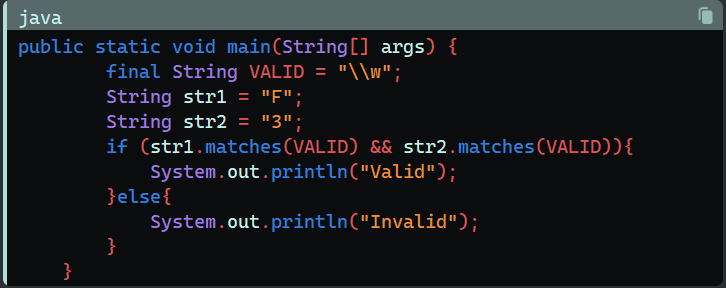 java
public static void main(String[] args) {
        final String VALID = "\\w";
        String str1 = "F";
        String str2 = "3";
        if (str1.matches(VALID) && str2.matches(VALID)){
            System.out.println("Valid");
        }else{
            System.out.println("Invalid");
        }
    }